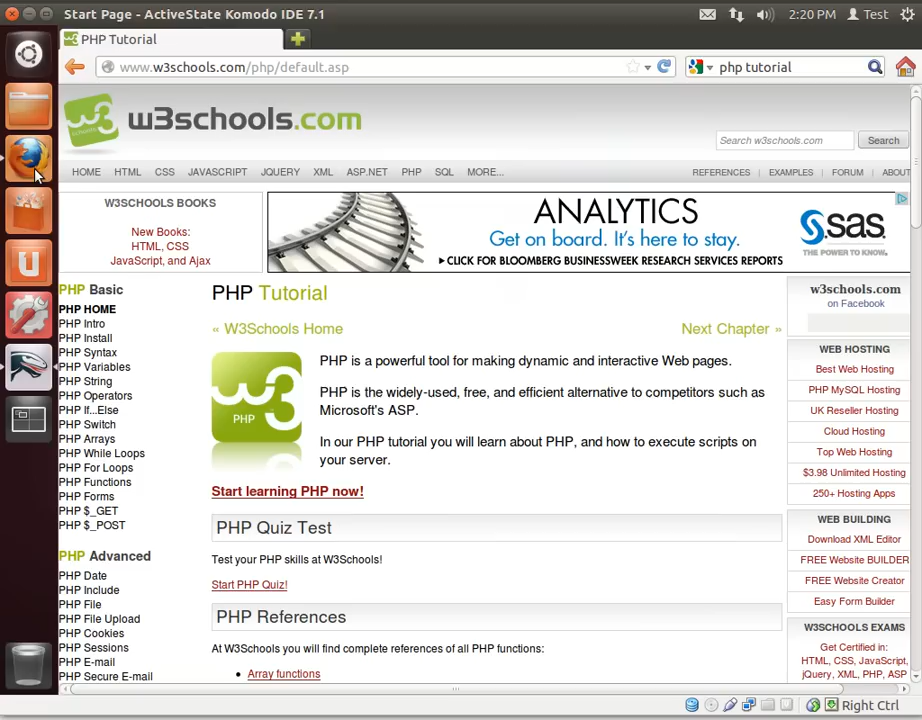 Start Page - ActiveState Komodo IDE 7.1
2:20 PM
Test
PHP Tutorial
www.w3schools.com/php/default.asp
php tutorial
w3
schools
w3schools.com
Search w3schools.com
Search
HOME HTML CSS JAVASCRIPT JQUERY XML ASP.NET PHP SQL MORE...
REFERENCES EXAMPLES FORUM ABOUT
W3SCHOOLS BOOKS
New Books:
HTML, CSS
JavaScript, and Ajax
ANALYTICS
Get on board. It's here to stay.
CLICK FOR BLOOMBERG BUSINESSWEEK RESEARCH SERVICES REPORTS
sas
THE POWER TO KNOW.
PHP Basic
PHP HOME
PHP Intro
PHP Install
PHP Syntax
PHP Variables
PHP String
PHP Operators
PHP If...Else
PHP Switch
PHP Arrays
PHP While Loops
PHP For Loops
PHP Functions
PHP Forms
PHP $_GET
PHP $_POST
PHP Advanced
PHP Date
PHP Include
PHP File
PHP File Upload
PHP Cookies
PHP Sessions
PHP E-mail
PHP Secure E-mail
PHP Tutorial
« W3Schools Home
Next Chapter »
w3
PHP
PHP is a powerful tool for making dynamic and interactive Web pages.
PHP is the widely-used, free, and efficient alternative to competitors such as
Microsoft's ASP.
In our PHP tutorial you will learn about PHP, and how to execute scripts on
your server.
Start learning PHP now!
PHP Quiz Test
Test your PHP skills at W3Schools!
Start PHP Quiz!
PHP References
At W3Schools you will find complete references of all PHP functions:
Array functions
w3schools.com
on Facebook
WEB HOSTING
Best Web Hosting
PHP MySQL Hosting
UK Reseller Hosting
Cloud Hosting
Top Web Hosting
$3.98 Unlimited Hosting
250+ Hosting Apps
WEB BUILDING
Download XML Editor
FREE Website BUILDER
FREE Website Creator
Easy Form Builder
W3SCHOOLS EXAMS
Get Certified in:
HTML, CSS, JavaScript,
jQuery, XML, PHP, ASP
Right Ctrl